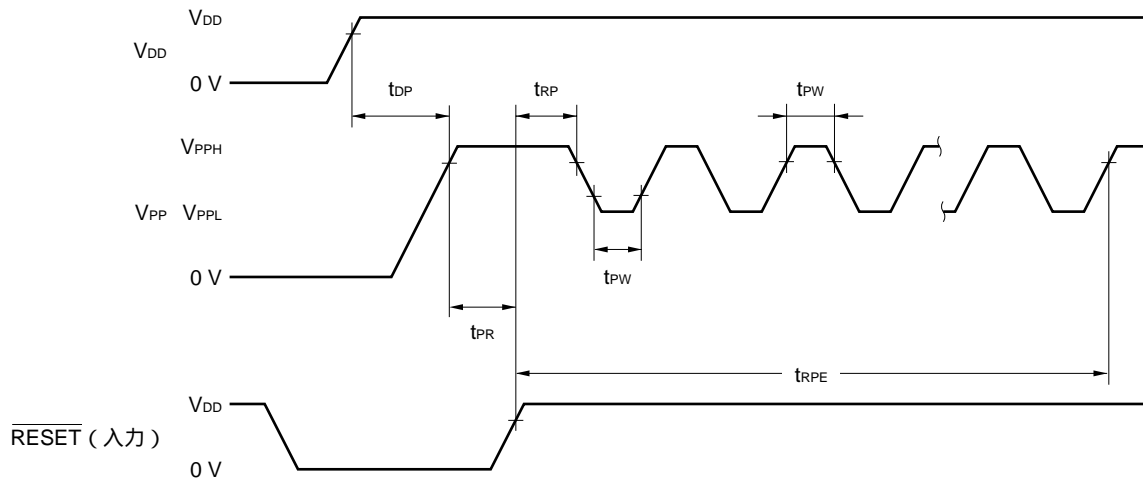 VDD
VDD
0 V
tDP
tRP
tPW
VPPH
VPP VPPL
0 V
tPW
tPR
tRPE
VDD
RESET（入力）
0 V